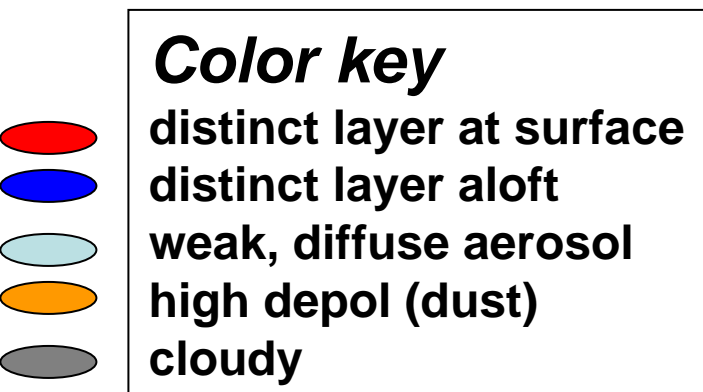 Color key
distinct layer at surface
distinct layer aloft
weak, diffuse aerosol
high depol (dust)
cloudy